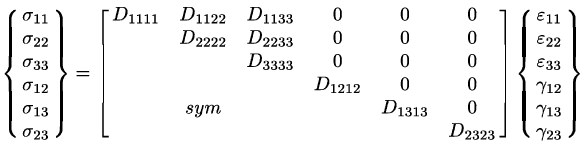 σ₁₁ D₁₁₁₁ D₁₁₂₂ D₁₁₃₃ 0 0 0 ε₁₁
σ₂₂ D₂₂₂₂ D₂₂₃₃ 0 0 0 ε₂₂
σ₃₃ = D₃₃₃₃ 0 0 0 ε₃₃
σ₁₂ D₁₂₁₂ 0 0 γ₁₂
σ₁₃ sym D₁₃₁₃ 0 γ₁₃
σ₂₃ D₂₃₂₃ γ₂₃